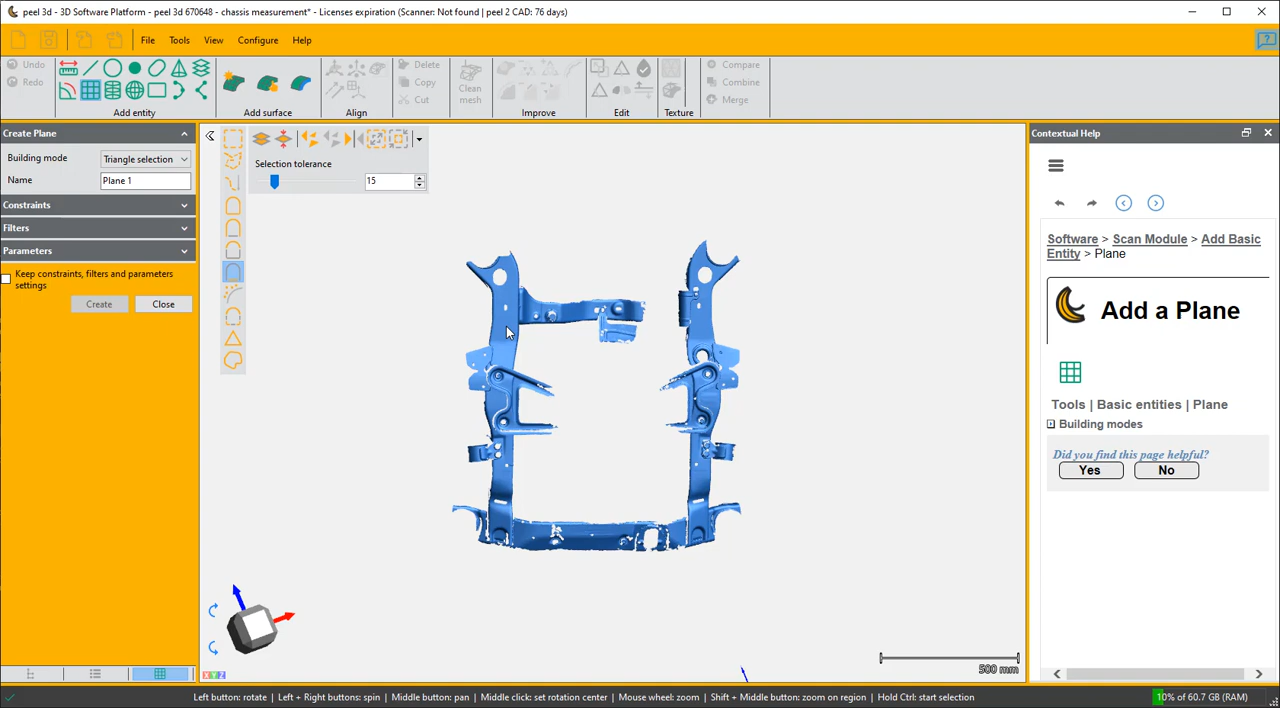 peel 3d - 3D Software Platform - peel 3d 670648 - chassis measurement* - Licenses expiration (Scanner: Not found | peel 2 CAD: 76 days)
File Tools View Configure Help
Undo
Redo
Add entity
Add surface
Align
Delete
Copy
Cut
Clean
mesh
Improve
Edit
Texture
Compare
Combine
Merge
Create Plane
Building mode Triangle selection
Name Plane 1
Constraints
Filters
Parameters
Keep constraints, filters and parameters
settings
Create Close
Selection tolerance
15
XYZ
500 mm
Contextual Help
Software > Scan Module > Add Basic
Entity > Plane
Add a Plane
Tools | Basic entities | Plane
Building modes
Did you find this page helpful?
Yes No
Left button: rotate | Left + Right buttons: spin | Middle button: pan | Middle click: set rotation center | Mouse wheel: zoom | Shift + Middle button: zoom on region | Hold Ctrl: start selection
10% of 60.7 GB (RAM)